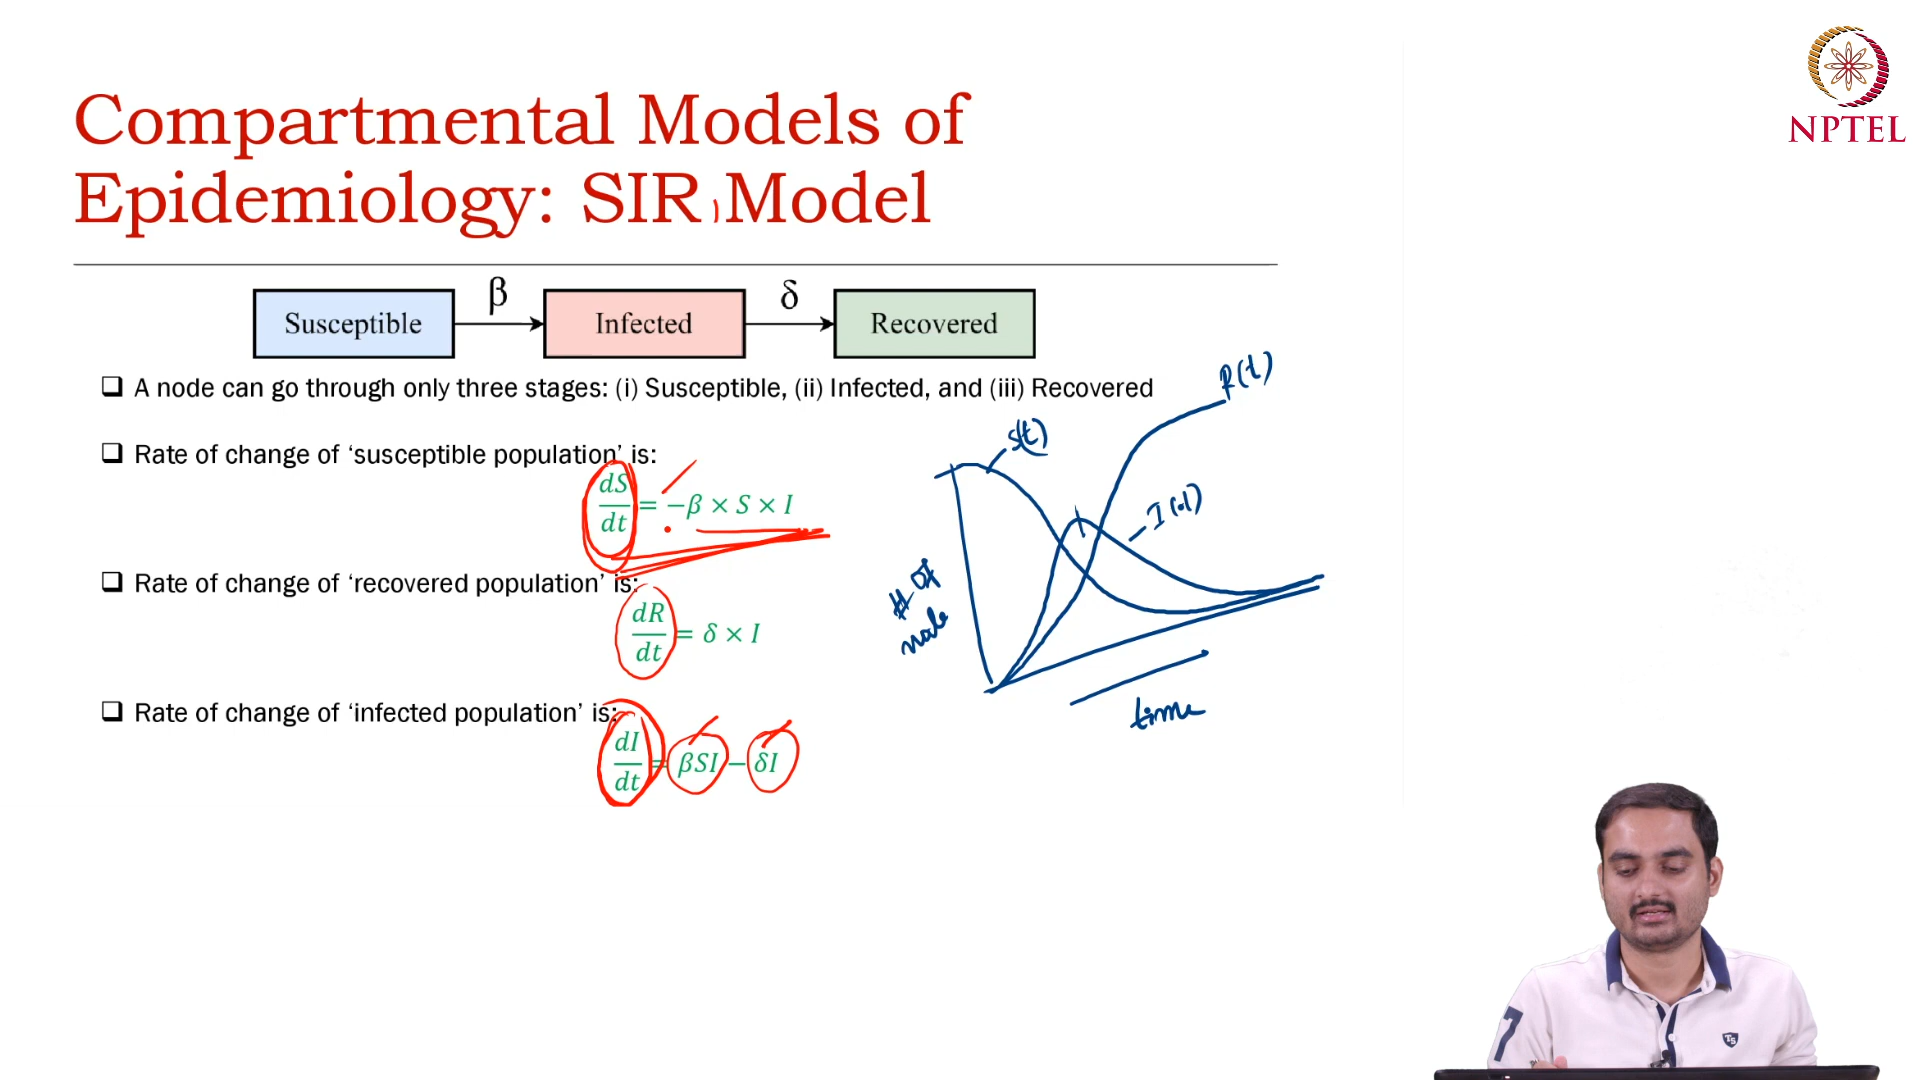 NPTEL
Compartmental Models of
Epidemiology: SIR Model
β
δ
Susceptible
Infected
Recovered
❑ A node can go through only three stages: (i) Susceptible, (ii) Infected, and (iii) Recovered
❑ Rate of change of ‘susceptible population’ is:
dS/dt = −β × S × I
❑ Rate of change of ‘recovered population’ is:
dR/dt = δ × I
❑ Rate of change of ‘infected population’ is:
dI/dt = βSI − δI
R(t)
S(t)
# of
time
7
TS